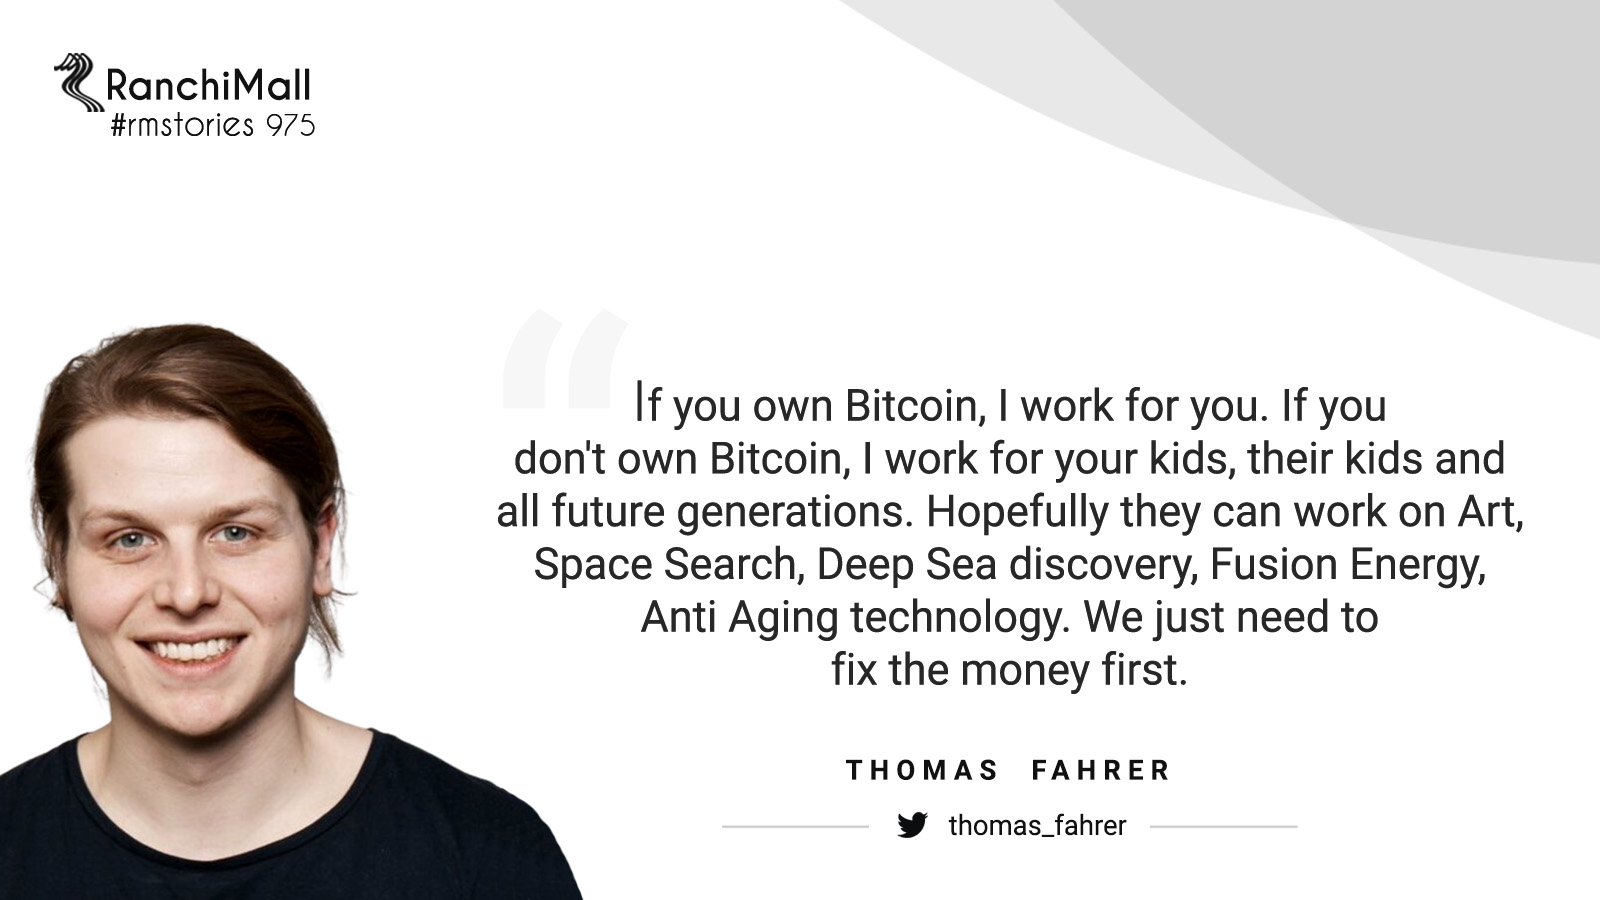 RanchiMall
#rmstories 975
“
If you own Bitcoin, I work for you. If you
don't own Bitcoin, I work for your kids, their kids and
all future generations. Hopefully they can work on Art,
Space Search, Deep Sea discovery, Fusion Energy,
Anti Aging technology. We just need to
fix the money first.
THOMAS FAHRER
thomas_fahrer